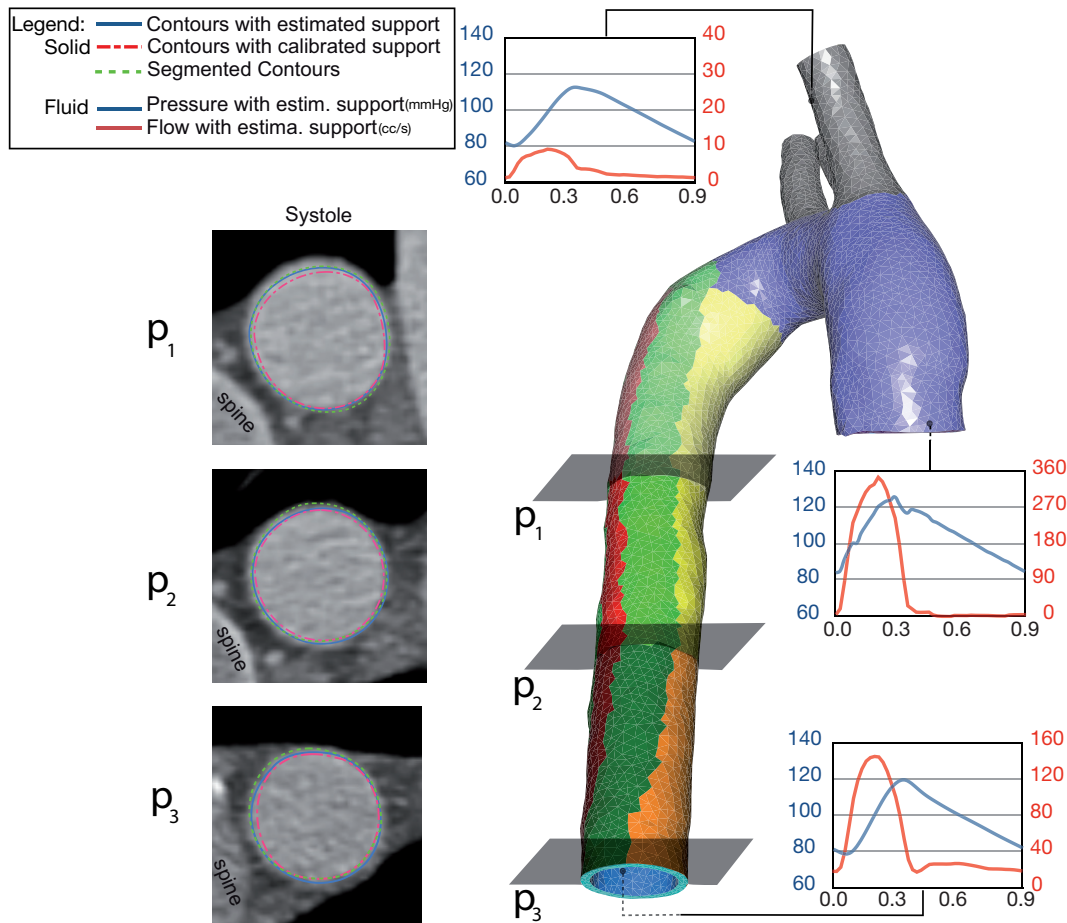 Legend:
Contours with estimated support
Solid
Contours with calibrated support
Segmented Contours
Fluid
Pressure with estim. support(mmHg)
Flow with estima. support(cc/s)
140
120
100
80
60
40
30
20
10
0
0.0 0.3 0.6 0.9
Systole
p1
spine
p2
spine
p3
spine
p1
p2
p3
140
120
100
80
60
360
270
180
90
0
0.0 0.3 0.6 0.9
140
120
100
80
60
160
120
80
40
0
0.0 0.3 0.6 0.9